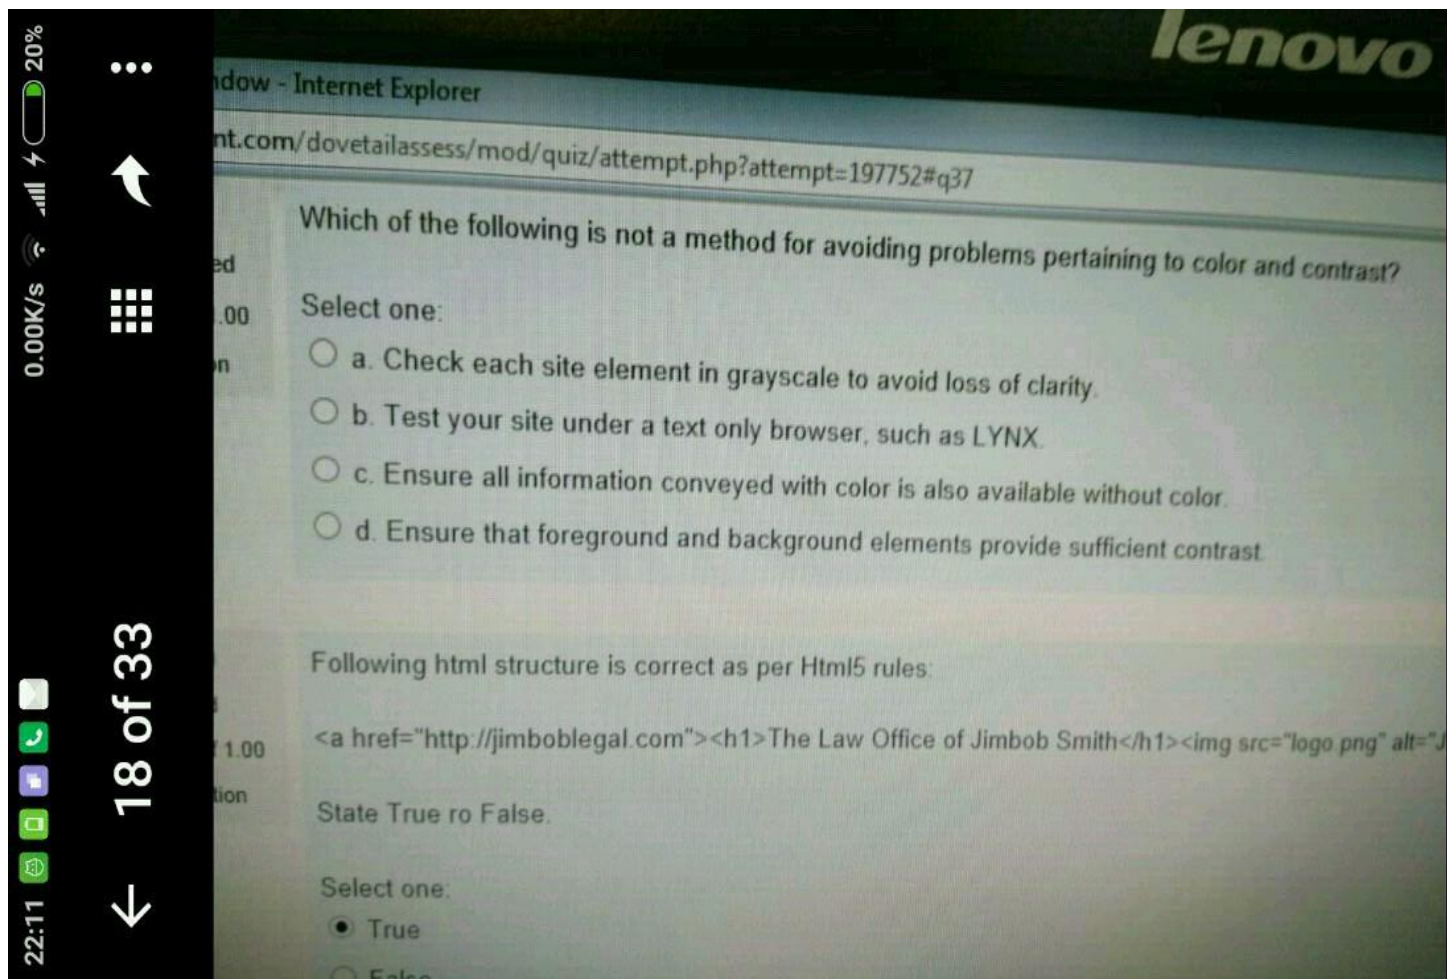 lenovo
ndow - Internet Explorer
nt.com/dovetailassess/mod/quiz/attempt.php?attempt=197752#q37
Which of the following is not a method for avoiding problems pertaining to color and contrast?
ed
.00
on
Select one:
a. Check each site element in grayscale to avoid loss of clarity.
b. Test your site under a text only browser, such as LYNX.
c. Ensure all information conveyed with color is also available without color.
d. Ensure that foreground and background elements provide sufficient contrast.
Following html structure is correct as per Html5 rules:
<a href="http://jimboblegal.com"><h1>The Law Office of Jimbob Smith</h1><img src="logo.png" alt="J
1.00
tion
State True ro False.
Select one:
True
False
22:11
0.00K/s
20%
18 of 33